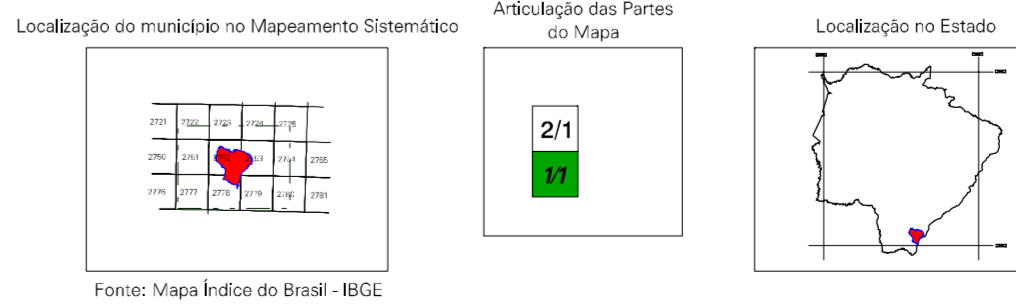 Localização do município no Mapeamento Sistemático
2721 2722 2723 2724 2725
2750 2751 2752 2753 2754 2755
2776 2777 2778 2779 2780 2781
Fonte: Mapa Índice do Brasil - IBGE
Articulação das Partes
do Mapa
2/1
1/1
Localização no Estado